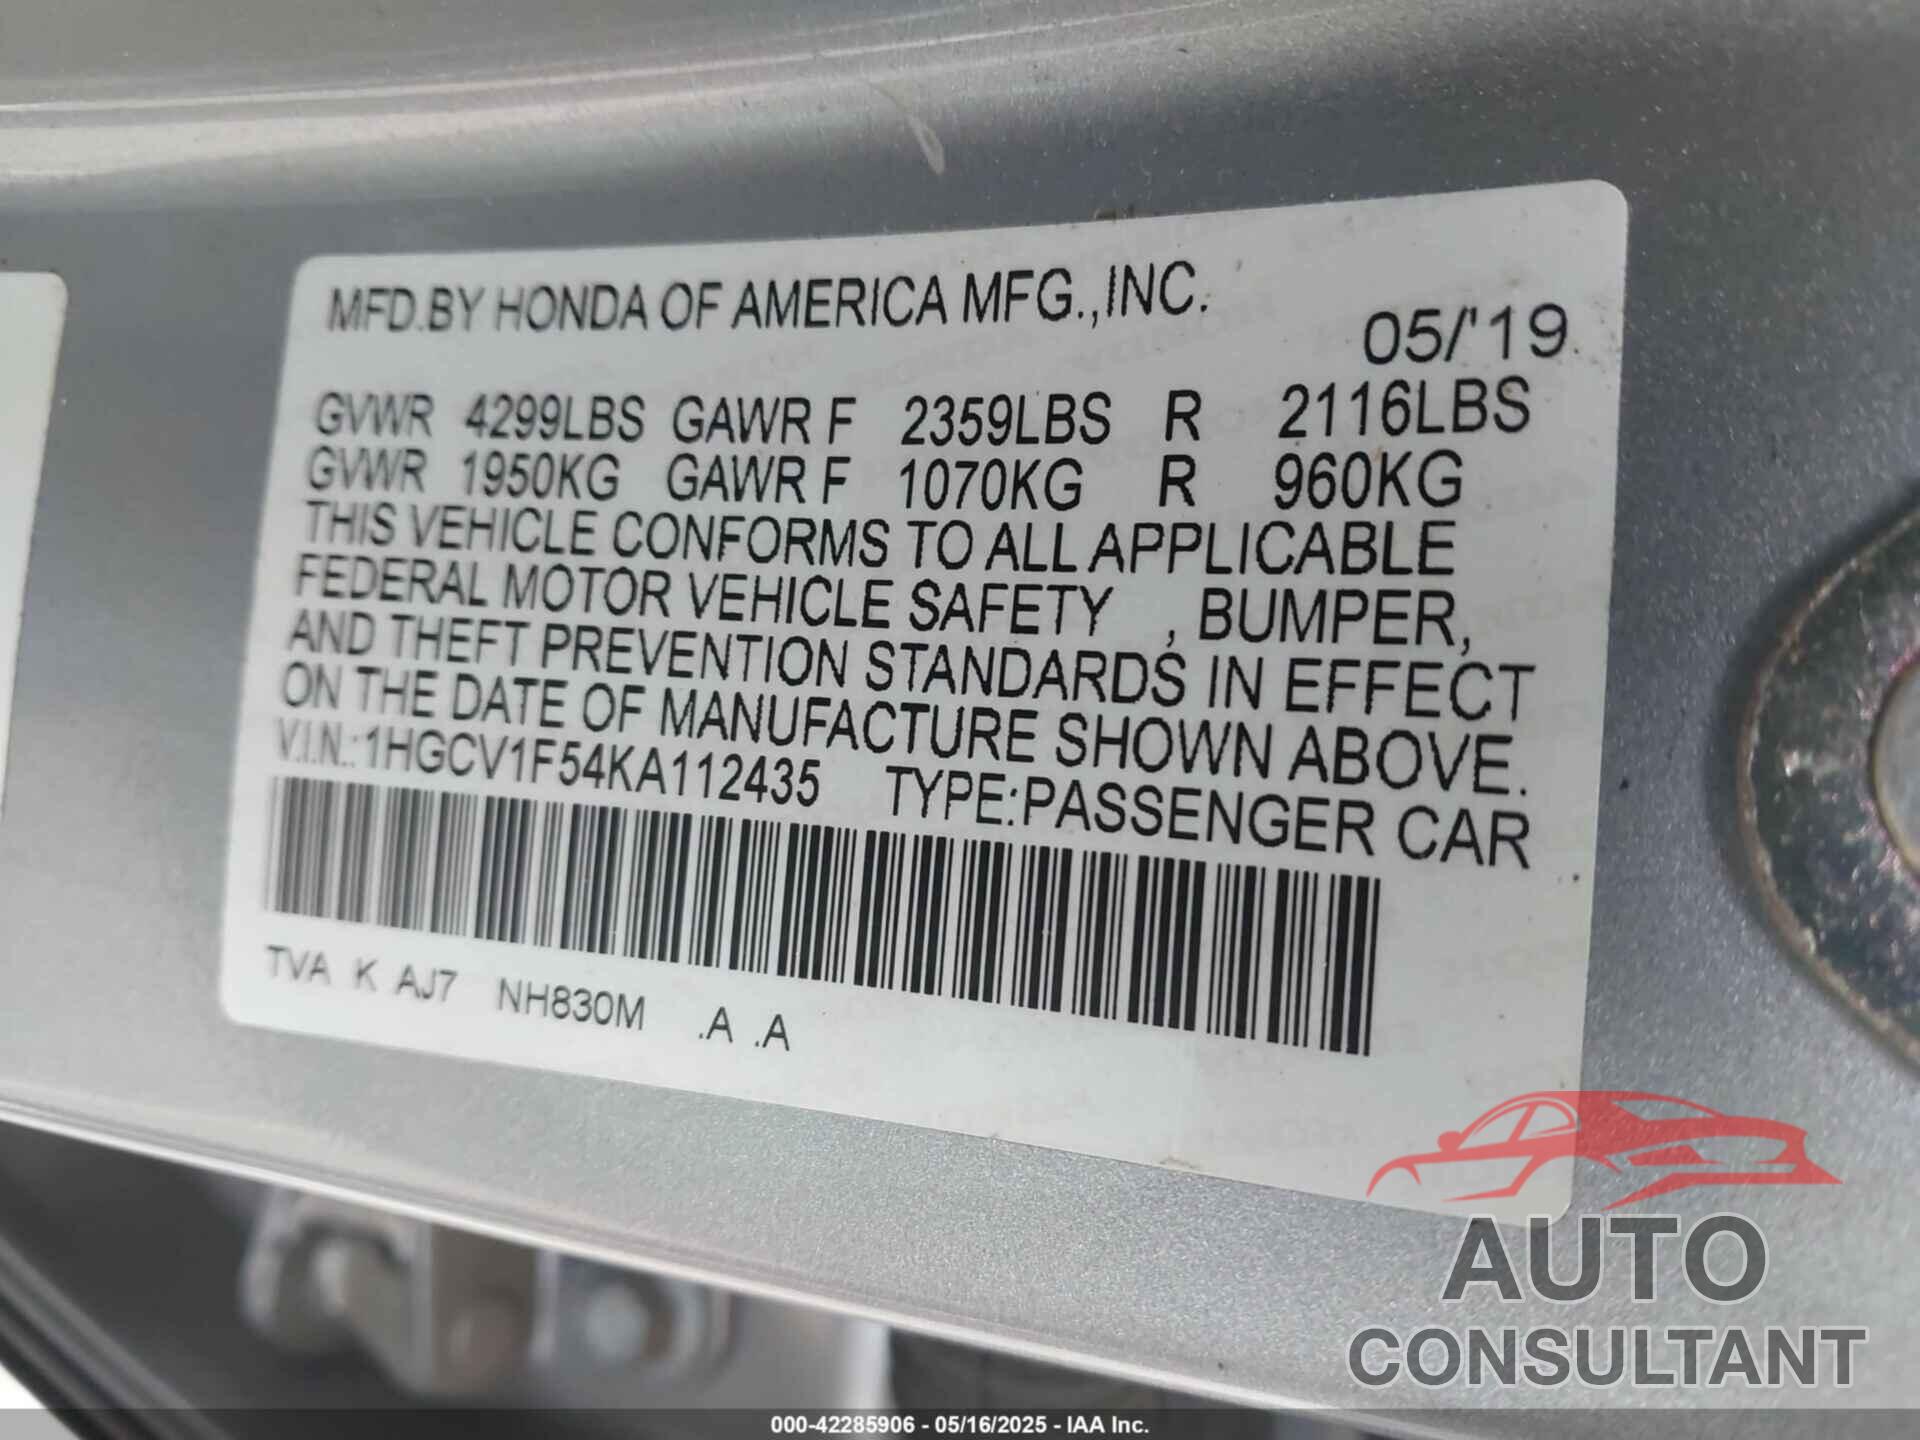 MFD.BY HONDA OF AMERICA MFG.,INC.
05/'19
GVWR 4299LBS GAWR F 2359LBS R 2116LBS
GVWR 1950KG GAWR F 1070KG R 960KG
THIS VEHICLE CONFORMS TO ALL APPLICABLE
FEDERAL MOTOR VEHICLE SAFETY , BUMPER,
AND THEFT PREVENTION STANDARDS IN EFFECT
ON THE DATE OF MANUFACTURE SHOWN ABOVE.
V.I.N.:1HGCV1F54KA112435 TYPE:PASSENGER CAR
TVA K AJ7 NH830M .A .A
AUTO
CONSULTANT
000-42285906 - 05/16/2025 - IAA Inc.